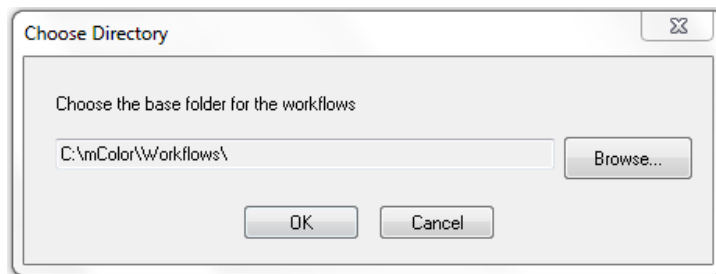 Choose Directory
Choose the base folder for the workflows
C:\mColor\Workflows\
Browse...
OK
Cancel